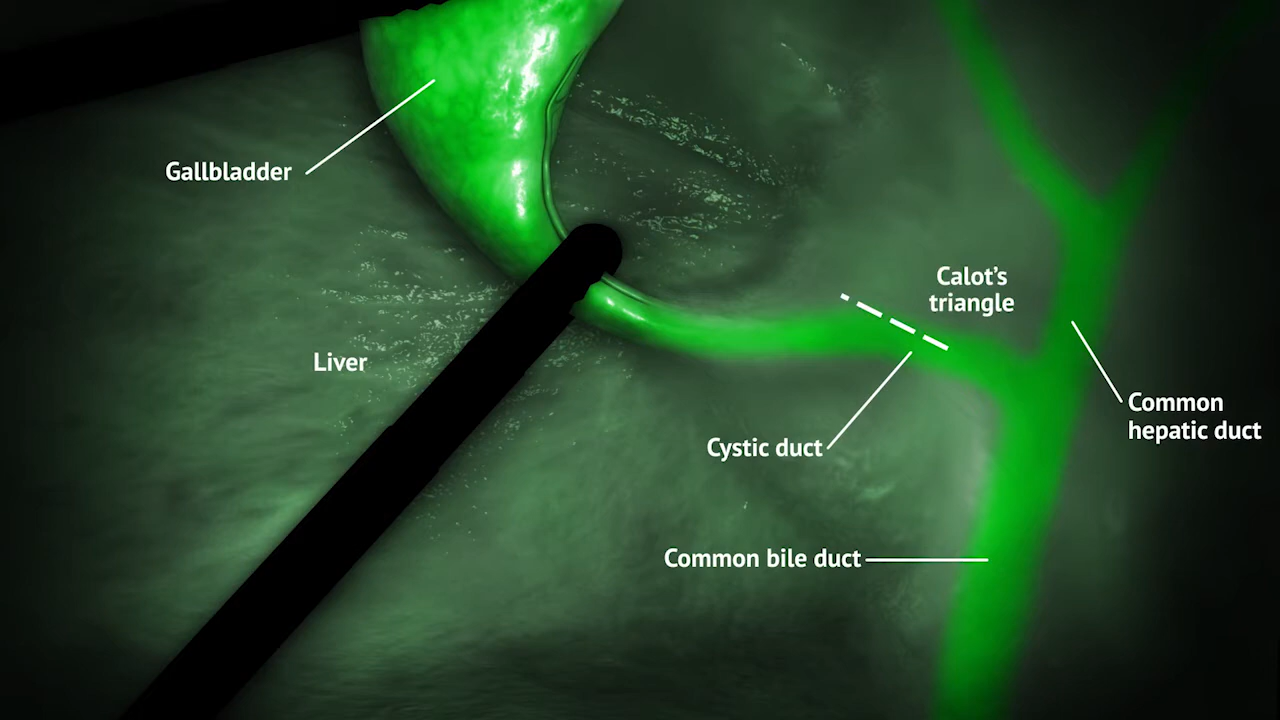 Gallbladder
Calot's
triangle
Liver
Common
hepatic duct
Cystic duct
Common bile duct